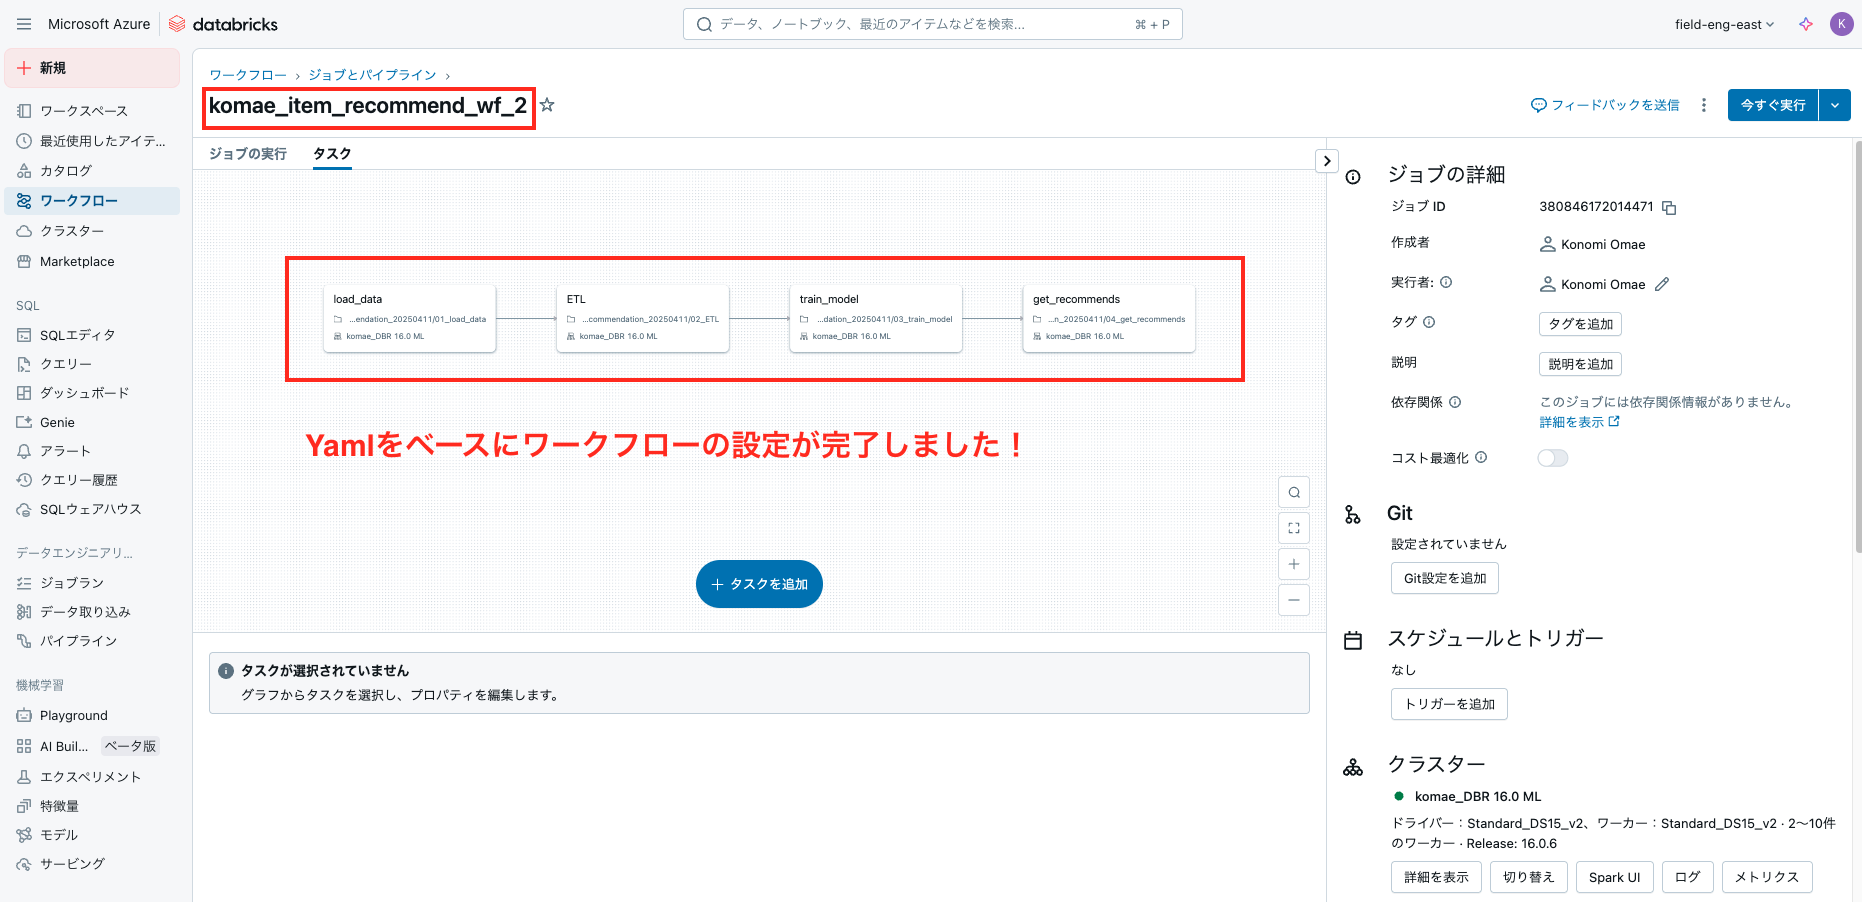 Microsoft Azure
databricks
データ、ノートブック、最近のアイテムなどを検索...
⌘ + P
field-eng-east
K
新規
ワークスペース
最近使用したアイテ...
カタログ
ワークフロー
クラスター
Marketplace
SQL
SQLエディタ
クエリー
ダッシュボード
Genie
アラート
クエリー履歴
SQLウェアハウス
データエンジニアリ...
ジョブラン
データ取り込み
パイプライン
機械学習
Playground
AI Buil... ベータ版
エクスペリメント
特徴量
モデル
サービング
ワークフロー › ジョブとパイプライン ›
komae_item_recommend_wf_2
フィードバックを送信
今すぐ実行
ジョブの実行 タスク
load_data
...endation_20250411/01_load_data
komae_DBR 16.0 ML
ETL
...commendation_20250411/02_ETL
komae_DBR 16.0 ML
train_model
...dation_20250411/03_train_model
komae_DBR 16.0 ML
get_recommends
...n_20250411/04_get_recommends
komae_DBR 16.0 ML
Yamlをベースにワークフローの設定が完了しました！
+ タスクを追加
タスクが選択されていません
グラフからタスクを選択し、プロパティを編集します。
ジョブの詳細
ジョブ ID 380846172014471
作成者 Konomi Omae
実行者: Konomi Omae
タグ タグを追加
説明 説明を追加
依存関係 このジョブには依存関係情報がありません。
詳細を表示
コスト最適化
Git
設定されていません
Git設定を追加
スケジュールとトリガー
なし
トリガーを追加
クラスター
komae_DBR 16.0 ML
ドライバー：Standard_DS15_v2、ワーカー：Standard_DS15_v2 · 2〜10件
のワーカー · Release: 16.0.6
詳細を表示 切り替え Spark UI ログ メトリクス